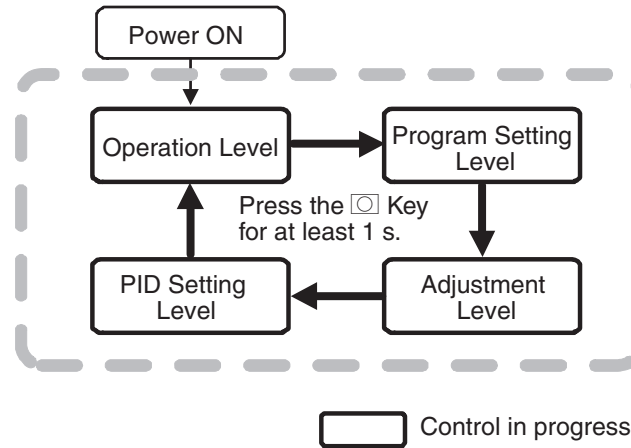 Power ON
Operation Level
Program Setting
Level
Press the Key
for at least 1 s.
PID Setting
Level
Adjustment
Level
Control in progress